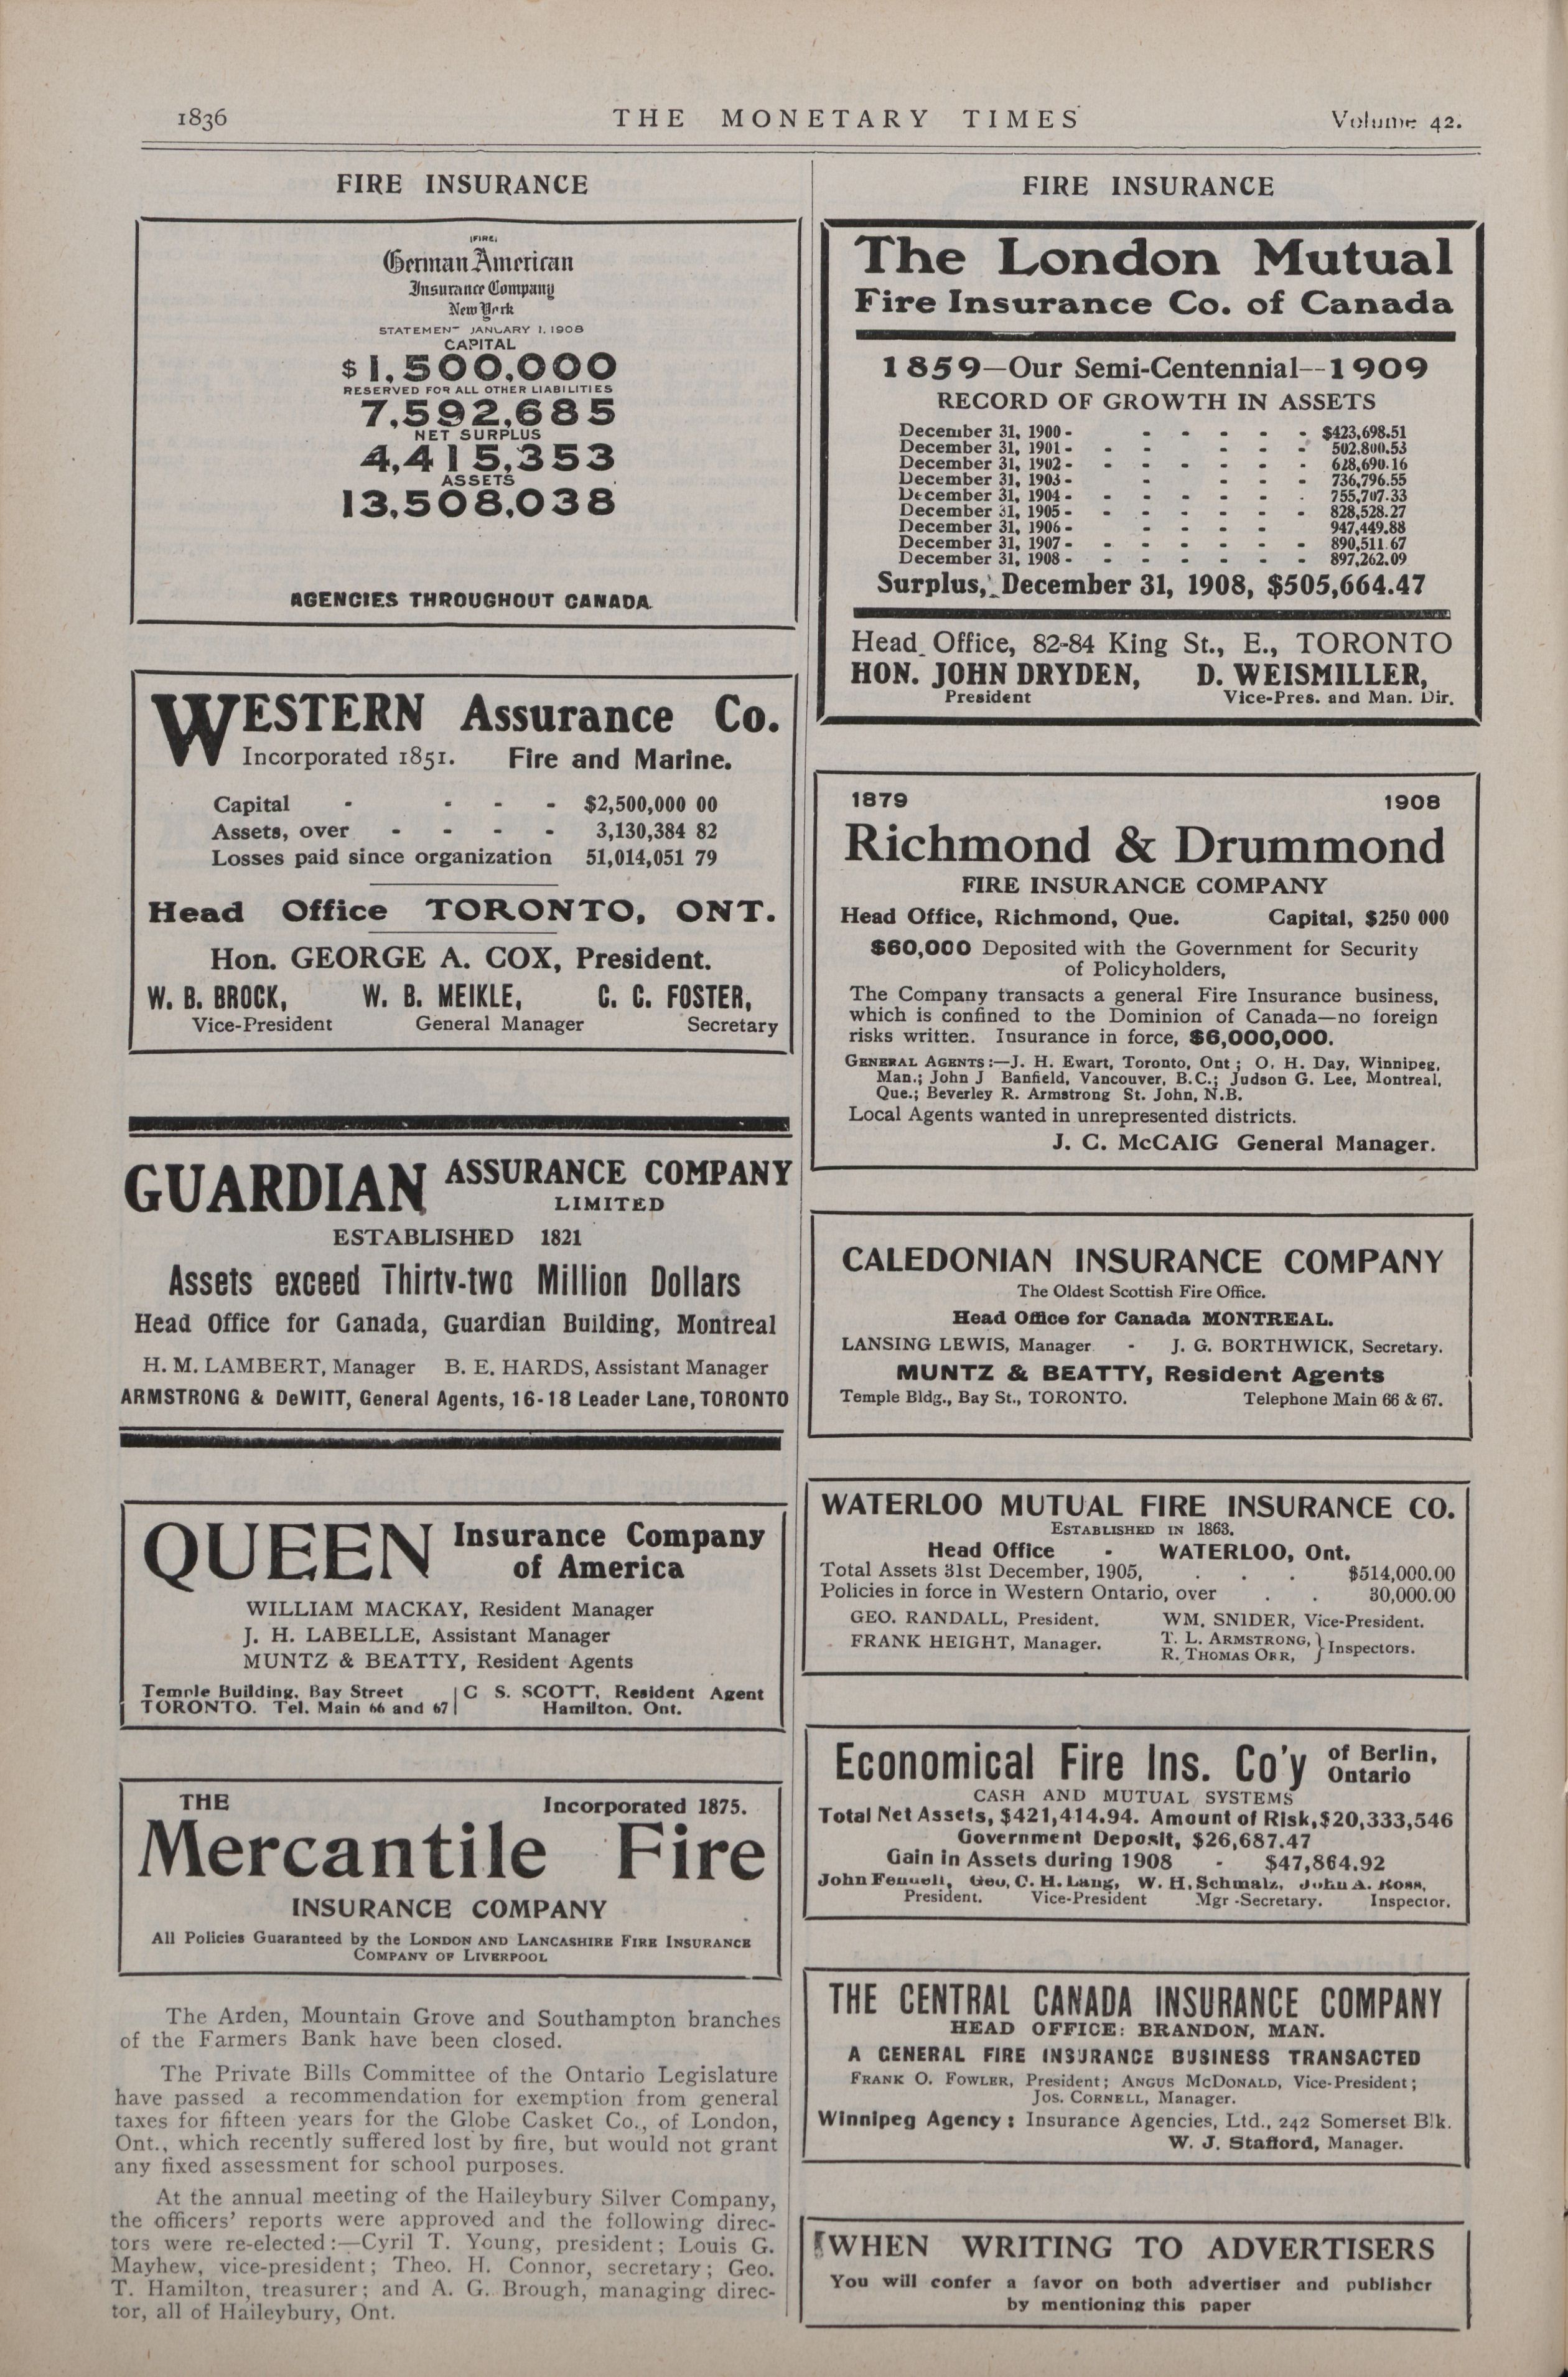 1836
THE MONETARY TIMES
Volume 42.
FIRE INSURANCE
(FIRE)
German American
Insurance Company
New York
STATEMENT JANUARY 1, 1908
CAPITAL
$1,500,000
RESERVED FOR ALL OTHER LIABILITIES
7,592,685
NET SURPLUS
4,415,353
ASSETS
13,508,038
AGENCIES THROUGHOUT CANADA
WESTERN Assurance Co.
Incorporated 1851. Fire and Marine.
Capital - - - - $2,500,000 00
Assets, over - - - - 3,130,384 82
Losses paid since organization 51,014,051 79
Head Office TORONTO, ONT.
Hon. GEORGE A. COX, President.
W. B. BROCK, W. B. MEIKLE, C. C. FOSTER,
Vice-President General Manager Secretary
GUARDIAN ASSURANCE COMPANY
LIMITED
ESTABLISHED 1821
Assets exceed Thirty-two Million Dollars
Head Office for Canada, Guardian Building, Montreal
H. M. LAMBERT, Manager B. E. HARDS, Assistant Manager
ARMSTRONG & DeWITT, General Agents, 16-18 Leader Lane, TORONTO
QUEEN Insurance Company
of America
WILLIAM MACKAY, Resident Manager
J. H. LABELLE, Assistant Manager
MUNTZ & BEATTY, Resident Agents
Temple Building, Bay Street C S. SCOTT, Resident Agent
TORONTO. Tel. Main 66 and 67 Hamilton, Ont.
THE Incorporated 1875.
Mercantile Fire
INSURANCE COMPANY
All Policies Guaranteed by the LONDON AND LANCASHIRE FIRE INSURANCE
COMPANY OF LIVERPOOL
The Arden, Mountain Grove and Southampton branches
of the Farmers Bank have been closed.
The Private Bills Committee of the Ontario Legislature
have passed a recommendation for exemption from general
taxes for fifteen years for the Globe Casket Co., of London,
Ont., which recently suffered lost by fire, but would not grant
any fixed assessment for school purposes.
At the annual meeting of the Haileybury Silver Company,
the officers' reports were approved and the following direc-
tors were re-elected:—Cyril T. Young, president; Louis G.
Mayhew, vice-president; Theo. H. Connor, secretary; Geo.
T. Hamilton, treasurer; and A. G. Brough, managing direc-
tor, all of Haileybury, Ont.
FIRE INSURANCE
The London Mutual
Fire Insurance Co. of Canada
1859—Our Semi-Centennial--1909
RECORD OF GROWTH IN ASSETS
December 31, 1900 - - - - - - $423,698.51
December 31, 1901 - - - - - - 502,800.53
December 31, 1902 - - - - - - - 628,690.16
December 31, 1903 - - - - - - 736,796.55
December 31, 1904 - - - - - - - 755,707.33
December 31, 1905 - - - - - - - 828,528.27
December 31, 1906 - - - - - 947,449.88
December 31, 1907 - - - - - - - 890,511.67
December 31, 1908 - - - - - - - 897,262.09
Surplus, December 31, 1908, $505,664.47
Head Office, 82-84 King St., E., TORONTO
HON. JOHN DRYDEN, D. WEISMILLER,
President Vice-Pres. and Man. Dir.
1879 1908
Richmond & Drummond
FIRE INSURANCE COMPANY
Head Office, Richmond, Que. Capital, $250 000
$60,000 Deposited with the Government for Security
of Policyholders,
The Company transacts a general Fire Insurance business,
which is confined to the Dominion of Canada—no foreign
risks written. Insurance in force, $6,000,000.
GENERAL AGENTS:—J. H. Ewart, Toronto, Ont; O. H. Day, Winnipeg,
Man.; John J Banfield, Vancouver, B.C.; Judson G. Lee, Montreal,
Que.; Beverley R. Armstrong St. John, N.B.
Local Agents wanted in unrepresented districts.
J. C. McCAIG General Manager.
CALEDONIAN INSURANCE COMPANY
The Oldest Scottish Fire Office.
Head Office for Canada MONTREAL.
LANSING LEWIS, Manager - J. G. BORTHWICK, Secretary.
MUNTZ & BEATTY, Resident Agents
Temple Bldg., Bay St., TORONTO. Telephone Main 66 & 67.
WATERLOO MUTUAL FIRE INSURANCE CO.
ESTABLISHED IN 1863.
Head Office - WATERLOO, Ont.
Total Assets 31st December, 1905, . . . $514,000.00
Policies in force in Western Ontario, over . . 30,000.00
GEO. RANDALL, President. WM. SNIDER, Vice-President.
FRANK HEIGHT, Manager. T. L. ARMSTRONG, } Inspectors.
R. THOMAS ORR,
Economical Fire Ins. Co'y of Berlin,
Ontario
CASH AND MUTUAL SYSTEMS
Total Net Assets, $421,414.94. Amount of Risk, $20,333,546
Government Deposit, $26,687.47
Gain in Assets during 1908 - $47,864.92
John Fennell, Geo. C. H. Lang, W. H. Schmalz, John A. Ross,
President. Vice-President Mgr -Secretary. Inspector.
THE CENTRAL CANADA INSURANCE COMPANY
HEAD OFFICE: BRANDON, MAN.
A GENERAL FIRE INSURANCE BUSINESS TRANSACTED
FRANK O. FOWLER, President; ANGUS McDONALD, Vice-President;
JOS. CORNELL, Manager.
Winnipeg Agency: Insurance Agencies, Ltd., 242 Somerset Blk.
W. J. Stafford, Manager.
WHEN WRITING TO ADVERTISERS
You will confer a favor on both advertiser and publisher
by mentioning this paper